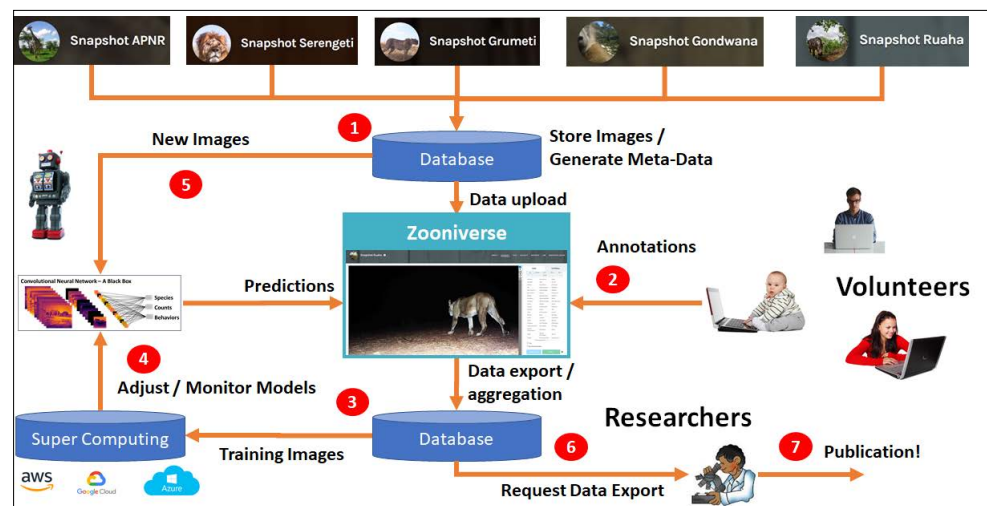 Snapshot APNR
Snapshot Serengeti
Snapshot Grumeti
Snapshot Gondwana
Snapshot Ruaha
1
New Images
Database
Store Images /
Generate Meta-Data
5
Data upload
Zooniverse
Snapshot Ruaha
Annotations
2
Volunteers
Convolutional Neural Network – A Black Box
Species
Counts
Behaviors
Predictions
4
Adjust / Monitor Models
Data export /
aggregation
3
Super Computing
Training Images
Database
Researchers
6
7
Publication!
Request Data Export
aws
Google Cloud
Azure